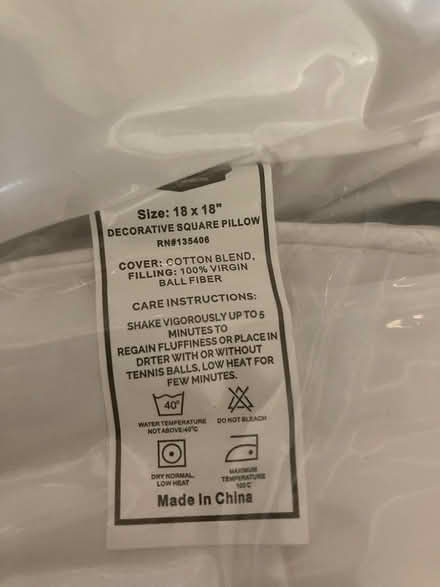 Size: 18 x 18"
DECORATIVE SQUARE PILLOW
RN#135406
COVER: COTTON BLEND,
FILLING: 100% VIRGIN
BALL FIBER
CARE INSTRUCTIONS:
SHAKE VIGOROUSLY UP TO 5
MINUTES TO
REGAIN FLUFFINESS OR PLACE IN
DRTER WITH OR WITHOUT
TENNIS BALLS, LOW HEAT FOR
FEW MINUTES.
40°
WATER TEMPERATURE
NOT ABOVE 40°C
DO NOT BLEACH
DRY NORMAL,
LOW HEAT
MAXIMUM
TEMPERATURE
100°C
Made In China